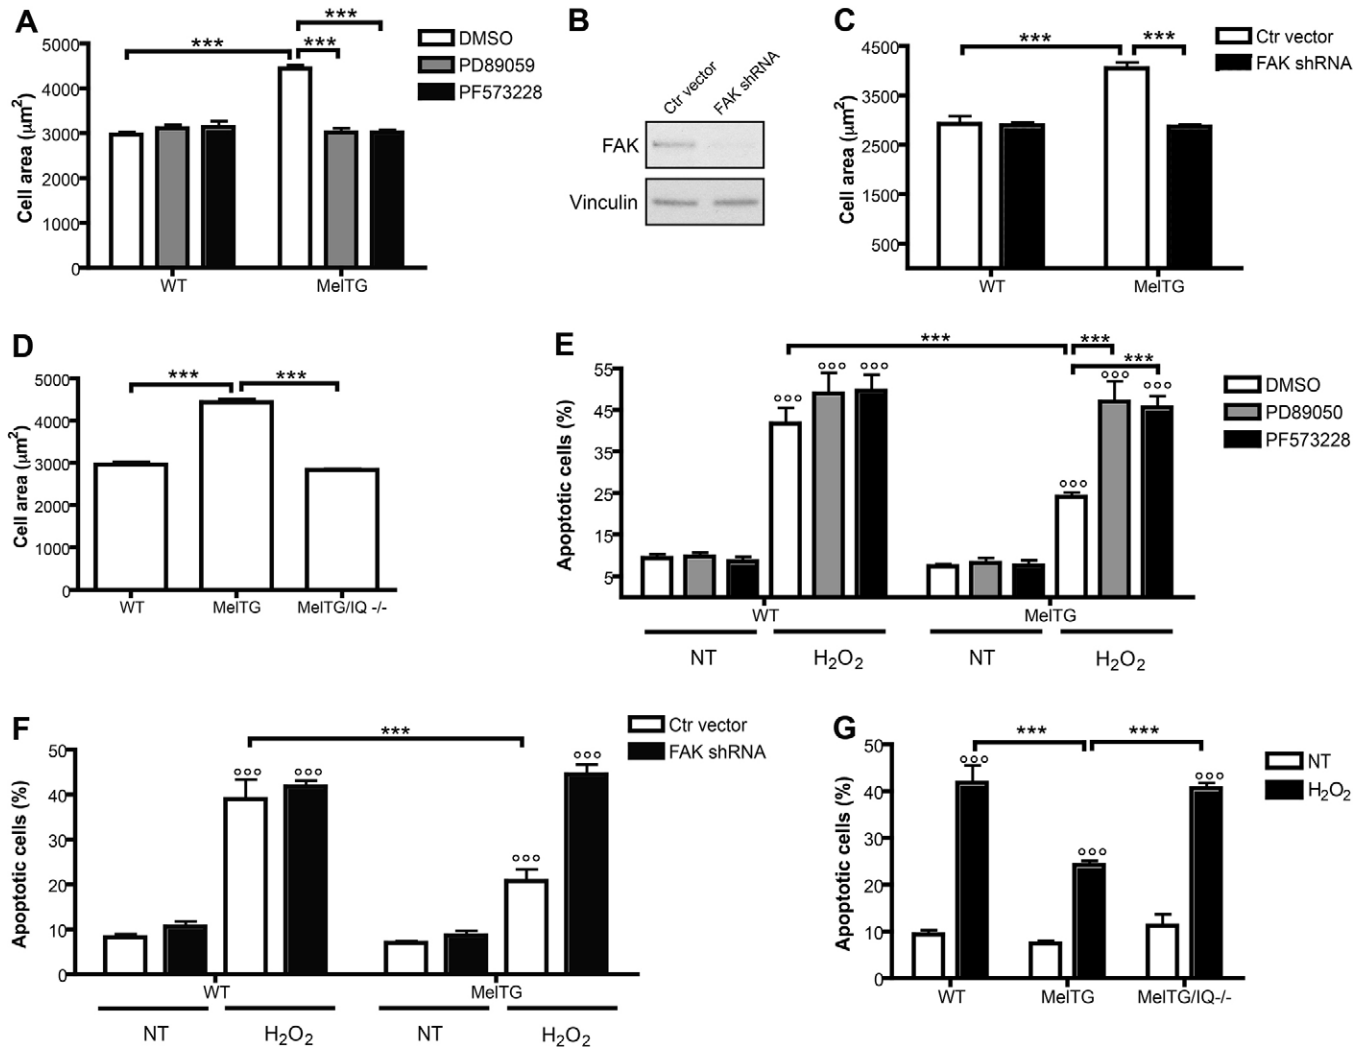 A
Cell area (μm²)
5000
4000
3000
2000
1000
0
***
***
***
WT
MelTG
DMSO
PD89059
PF573228
B
Ctr vector
FAK shRNA
FAK
Vinculin
C
Cell area (μm²)
4500
3500
2500
1500
500
***
***
WT
MelTG
Ctr vector
FAK shRNA
D
Cell area (μm²)
5000
4000
3000
2000
1000
0
***
***
WT
MelTG
MelTG/IQ -/-
E
Apoptotic cells (%)
55
45
35
25
15
5
***
***
***
°°°
°°°
°°°
°°°
°°°
°°°
WT
MelTG
NT
H₂O₂
NT
H₂O₂
DMSO
PD89050
PF573228
F
Apoptotic cells (%)
50
40
30
20
10
0
***
°°°
°°°
°°°
°°°
WT
MelTG
NT
H₂O₂
NT
H₂O₂
Ctr vector
FAK shRNA
G
Apoptotic cells (%)
50
40
30
20
10
0
***
***
°°°
°°°
°°°
WT
MelTG
MelTG/IQ-/-
NT
H₂O₂